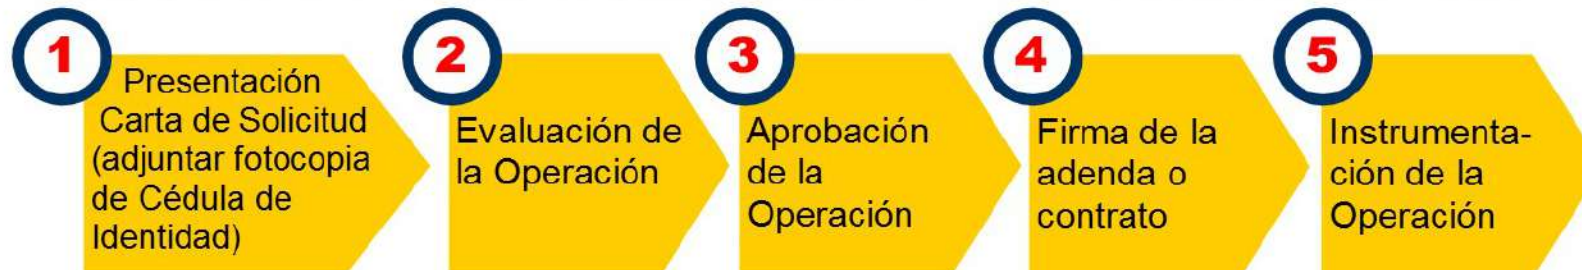 1
Presentación
Carta de Solicitud
(adjuntar fotocopia
de Cédula de
Identidad)
2
Evaluación de
la Operación
3
Aprobación
de la
Operación
4
Firma de la
adenda o
contrato
5
Instrumenta-
ción de la
Operación